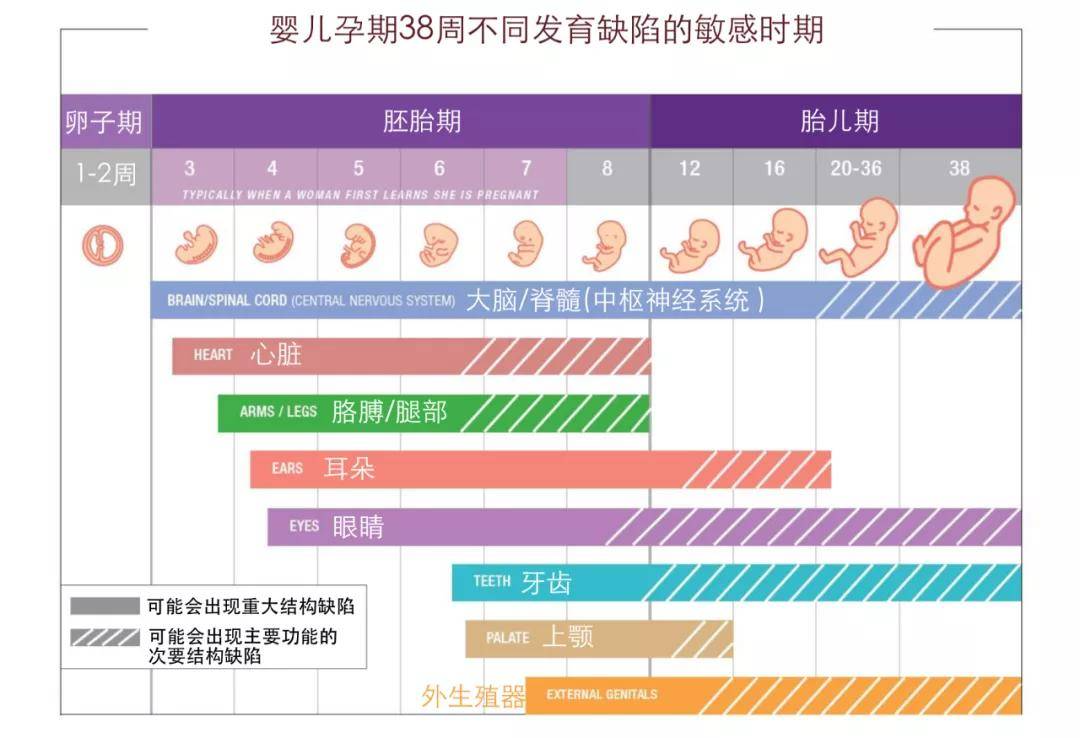 婴儿孕期38周不同发育缺陷的敏感时期
卵子期 胚胎期 胎儿期
1-2周 3 4 5 6 7 8 12 16 20-36 38
TYPICALLY WHEN A WOMAN FIRST LEARNS SHE IS PREGNANT
BRAIN/SPINAL CORD (CENTRAL NERVOUS SYSTEM) 大脑/脊髓(中枢神经系统)
HEART 心脏
ARMS / LEGS 胳膊/腿部
EARS 耳朵
EYES 眼睛
TEETH 牙齿
PALATE 上颚
外生殖器 EXTERNAL GENITALS
可能会出现重大结构缺陷
可能会出现主要功能的
次要结构缺陷